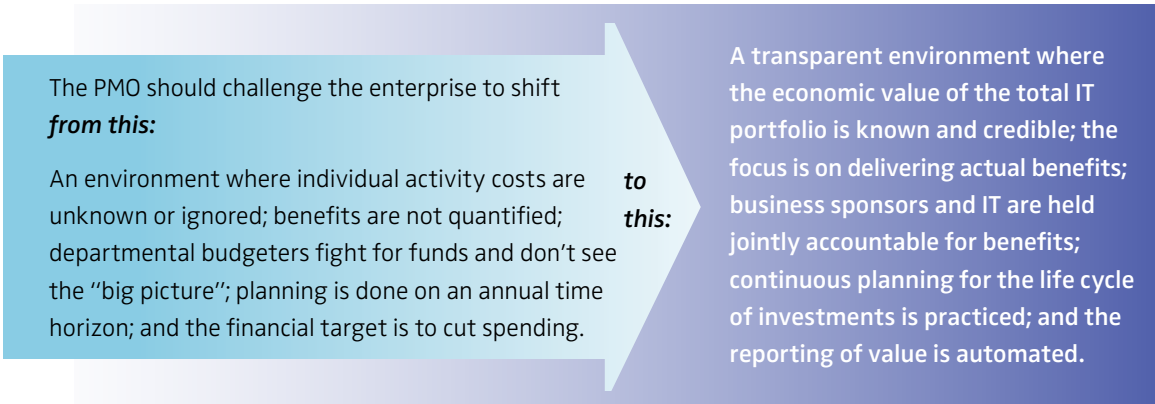 The PMO should challenge the enterprise to shift
from this:
An environment where individual activity costs are
unknown or ignored; benefits are not quantified;
departmental budgeters fight for funds and don't see
the "big picture"; planning is done on an annual time
horizon; and the financial target is to cut spending.
to
this:
A transparent environment where
the economic value of the total IT
portfolio is known and credible; the
focus is on delivering actual benefits;
business sponsors and IT are held
jointly accountable for benefits;
continuous planning for the life cycle
of investments is practiced; and the
reporting of value is automated.